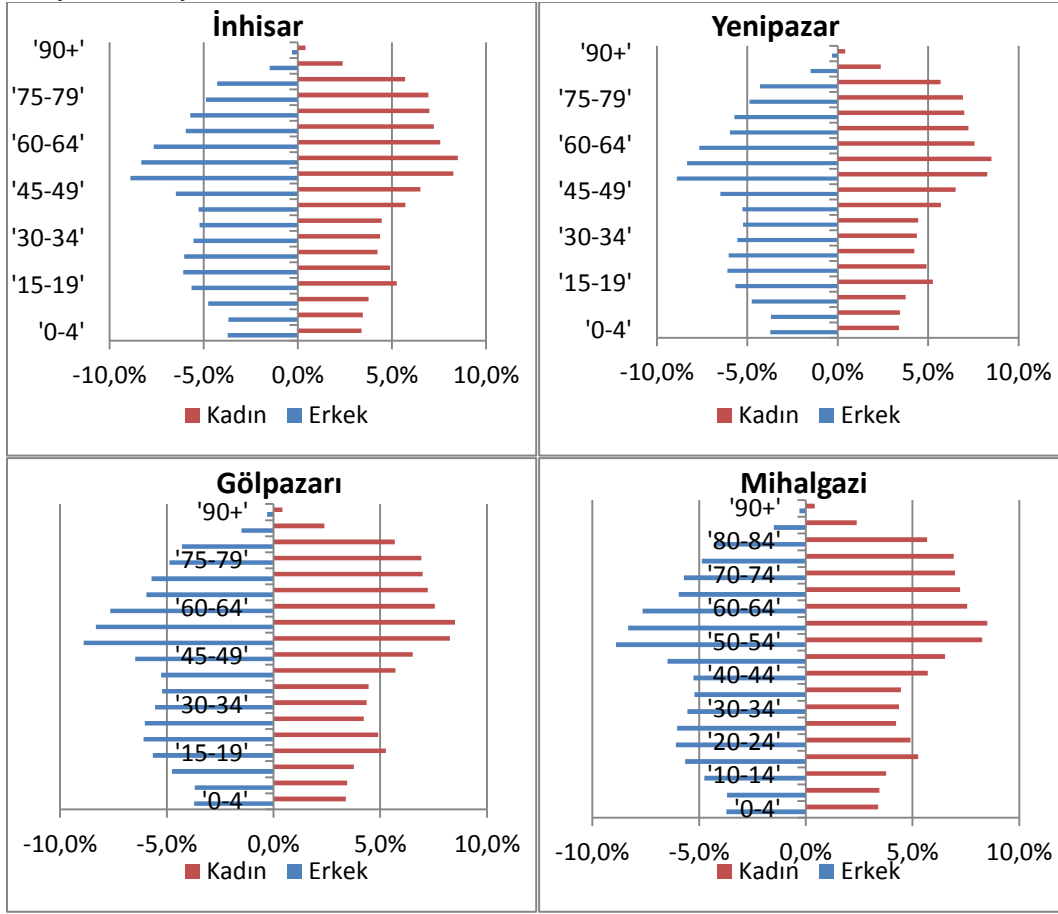 İnhisar
'90+'
'75-79'
'60-64'
'45-49'
'30-34'
'15-19'
'0-4'
-10,0% -5,0% 0,0% 5,0% 10,0%
Kadın Erkek
Yenipazar
'90+'
'75-79'
'60-64'
'45-49'
'30-34'
'15-19'
'0-4'
-10,0% -5,0% 0,0% 5,0% 10,0%
Kadın Erkek
Gölpazarı
'90+'
'75-79'
'60-64'
'45-49'
'30-34'
'15-19'
'0-4'
-10,0% -5,0% 0,0% 5,0% 10,0%
Kadın Erkek
Mihalgazi
'90+'
'80-84'
'70-74'
'60-64'
'50-54'
'40-44'
'30-34'
'20-24'
'10-14'
'0-4'
-10,0% -5,0% 0,0% 5,0% 10,0%
Kadın Erkek